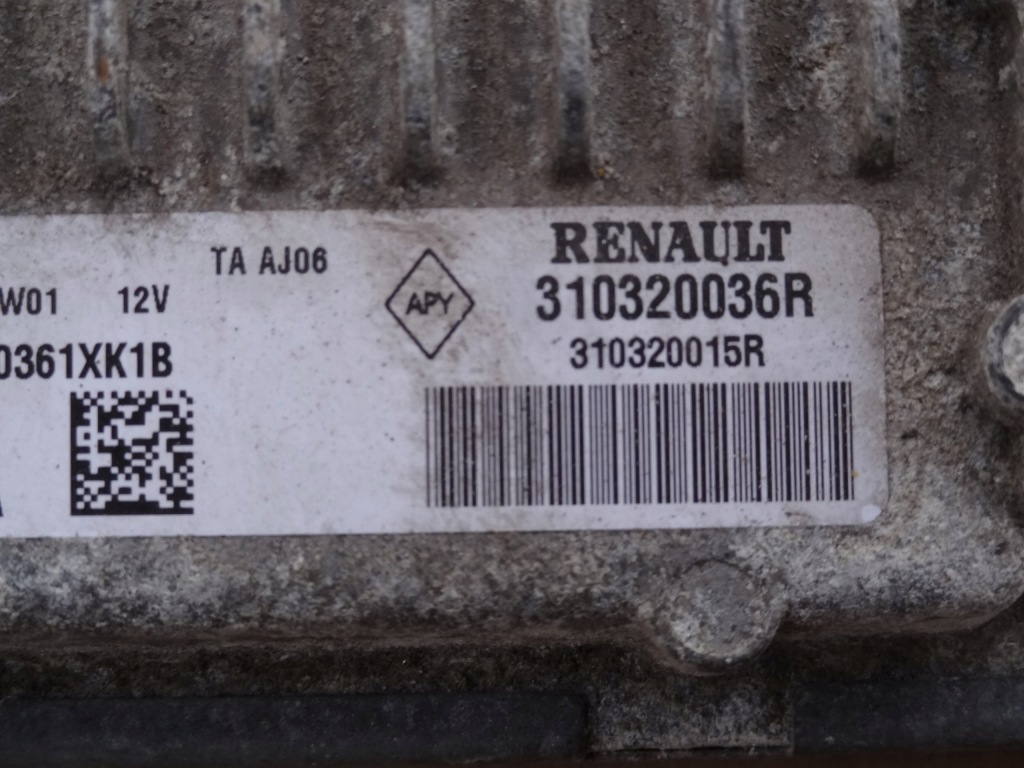 TA AJ06
W01 12V
0361XK1B
APY
RENAULT
310320036R
310320015R